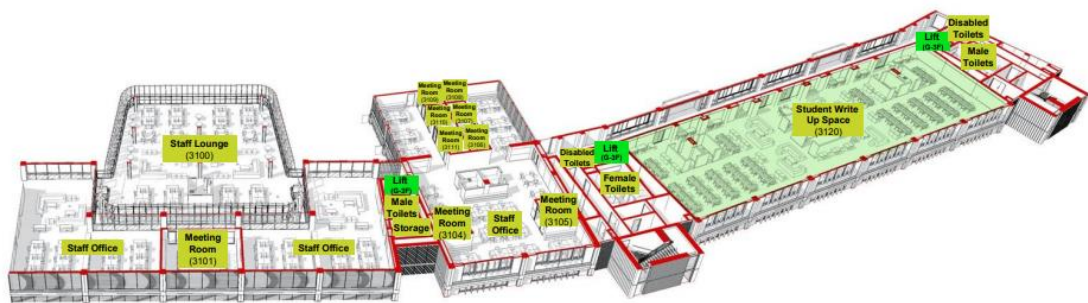 Disabled
Toilets
Lift
(G-3F)
Male
Toilets
Student Write
Up Space
(3120)
Meeting
Room
Meeting
Room
Meeting
Room
Meeting
Room
(3107)
Meeting
Room
(3111)
Meeting
Room
Staff Lounge
(3100)
Disabled
Toilets
Lift
(G-3F)
Female
Toilets
Lift
(G-3F)
Male
Toilets
Storage
Meeting
Room
(3104)
Staff
Office
Meeting
Room
(3105)
Staff Office
Meeting
Room
(3101)
Staff Office